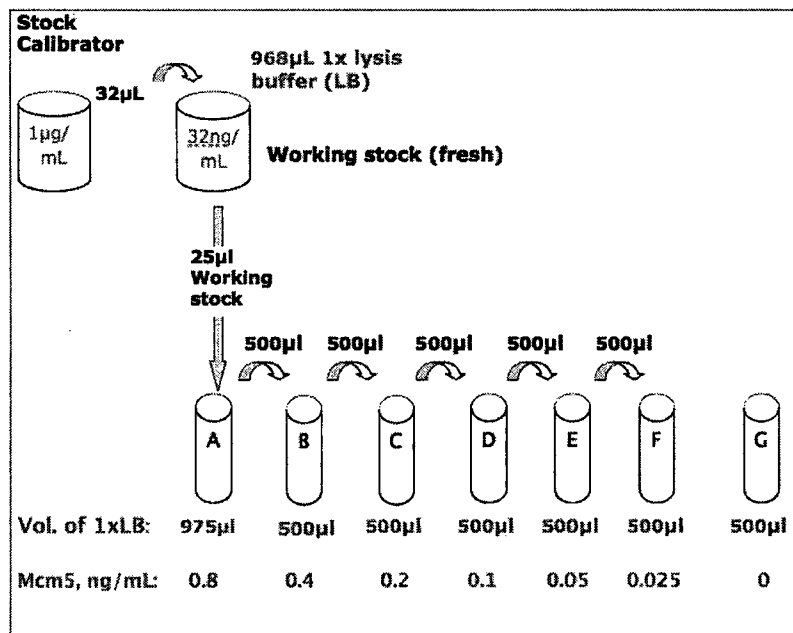 Stock
Calibrator
32µL
968µL 1x lysis
buffer (LB)
1µg/
mL
32ng/
mL
Working stock (fresh)
25µl
Working
stock
500µl 500µl 500µl 500µl 500µl
A B C D E F G
Vol. of 1xLB: 975µl 500µl 500µl 500µl 500µl 500µl 500µl
Mcm5, ng/mL: 0.8 0.4 0.2 0.1 0.05 0.025 0